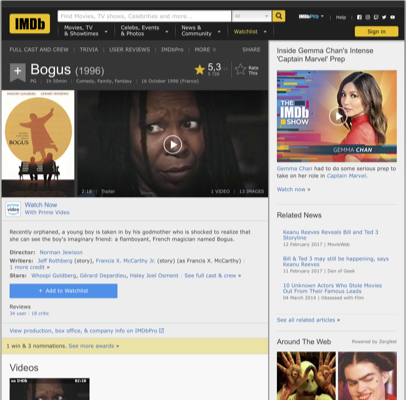 IMDb
Find Movies, TV shows, Celebrities and more...
All
IMDbPro
Help
Movies, TV & Showtimes
Celebs, Events & Photos
News & Community
Watchlist
Sign in
FULL CAST AND CREW | TRIVIA | USER REVIEWS | IMDbPro | MORE
SHARE
Bogus (1996)
PG | 1h 50min | Comedy, Family, Fantasy | 16 October 1996 (France)
5,3
Rate This
BOGUS
2:18 | Trailer
1 VIDEO | 13 IMAGES
prime video
Watch Now
With Prime Video
Recently orphaned, a young boy is taken in by his godmother who is shocked to realize that
she can see the boy's imaginary friend: a flamboyant, French magician named Bogus.
Director: Norman Jewison
Writers: Jeff Rothberg (story), Francis X. McCarthy Jr. (story) (as Francis X. McCarthy)
1 more credit »
Stars: Whoopi Goldberg, Gérard Depardieu, Haley Joel Osment | See full cast & crew »
+ Add to Watchlist
Reviews
34 user | 18 critic
View production, box office, & company info on IMDbPro
1 win & 3 nominations. See more awards »
Videos
Inside Gemma Chan's Intense
'Captain Marvel' Prep
THE
IMDb
SHOW
GEMMA CHAN
Gemma Chan had to do some serious prep
to take on her role in Captain Marvel.
Watch now »
Related News
Keanu Reeves Reveals Bill and Ted 3
Storyline
12 February 2017 | MovieWeb
Bill & Ted 3 may still be happening, says
Keanu Reeves
11 February 2017 | Den of Geek
10 Unknown Actors Who Stole Movies
Out From Their Famous Leads
04 March 2014 | Obsessed with Film
See all related articles »
Around The Web
Powered by ZergNet